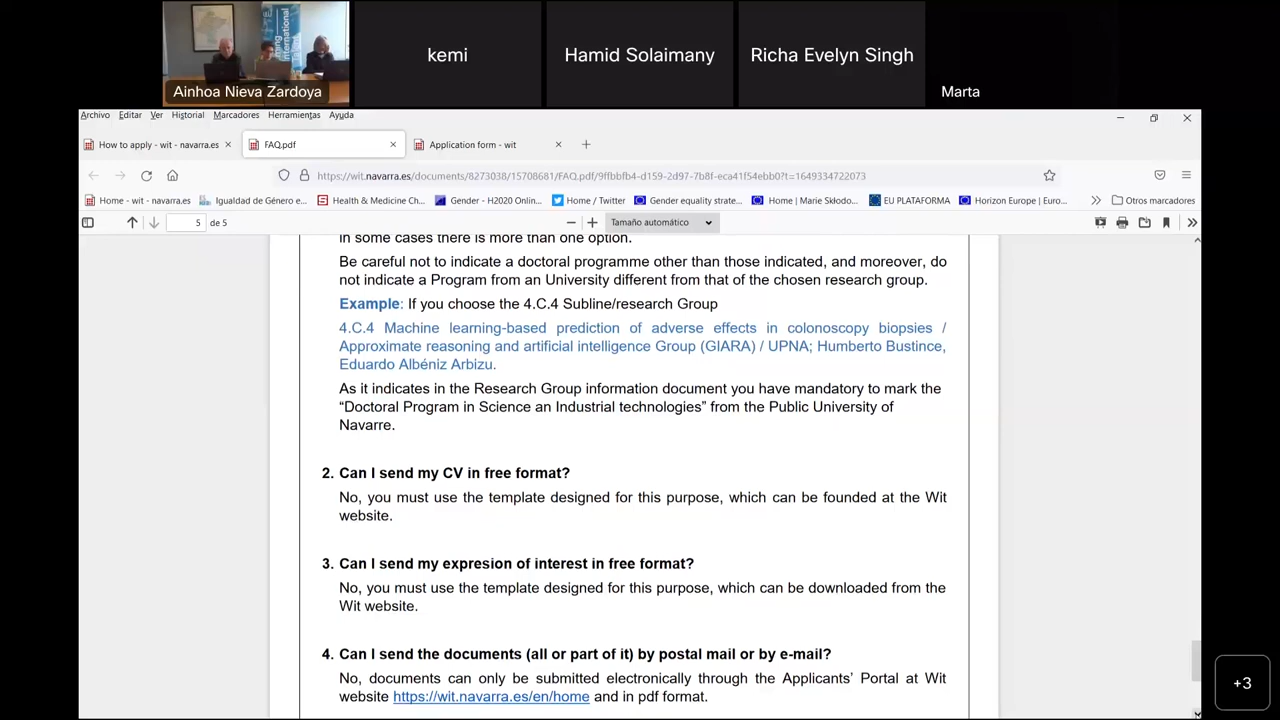 kemi
Hamid Solaimany
Richa Evelyn Singh
Ainhoa Nieva Zardoya
Marta
Archivo Editar Ver Historial Marcadores Herramientas Ayuda
How to apply - wit - navarra.es
FAQ.pdf
Application form - wit
https://wit.navarra.es/documents/8273038/15708681/FAQ.pdf/9ffbbfb4-d159-2d97-7b8f-eca41f54ebb0?t=1649334722073
Home - wit - navarra.es
Igualdad de Género e...
Health & Medicine Ch...
Gender - H2020 Onlin...
Home / Twitter
Gender equality strate...
Home | Marie Skłodo...
EU PLATAFORMA
Horizon Europe | Euro...
Otros marcadores
5 de 5
Tamaño automático
In some cases there is more than one option.
Be careful not to indicate a doctoral programme other than those indicated, and moreover, do
not indicate a Program from an University different from that of the chosen research group.
Example: If you choose the 4.C.4 Subline/research Group
4.C.4 Machine learning-based prediction of adverse effects in colonoscopy biopsies /
Approximate reasoning and artificial intelligence Group (GIARA) / UPNA; Humberto Bustince,
Eduardo Albéniz Arbizu.
As it indicates in the Research Group information document you have mandatory to mark the
“Doctoral Program in Science an Industrial technologies” from the Public University of
Navarre.
2. Can I send my CV in free format?
No, you must use the template designed for this purpose, which can be founded at the Wit
website.
3. Can I send my expresion of interest in free format?
No, you must use the template designed for this purpose, which can be downloaded from the
Wit website.
4. Can I send the documents (all or part of it) by postal mail or by e-mail?
No, documents can only be submitted electronically through the Applicants’ Portal at Wit
website https://wit.navarra.es/en/home and in pdf format.
+3